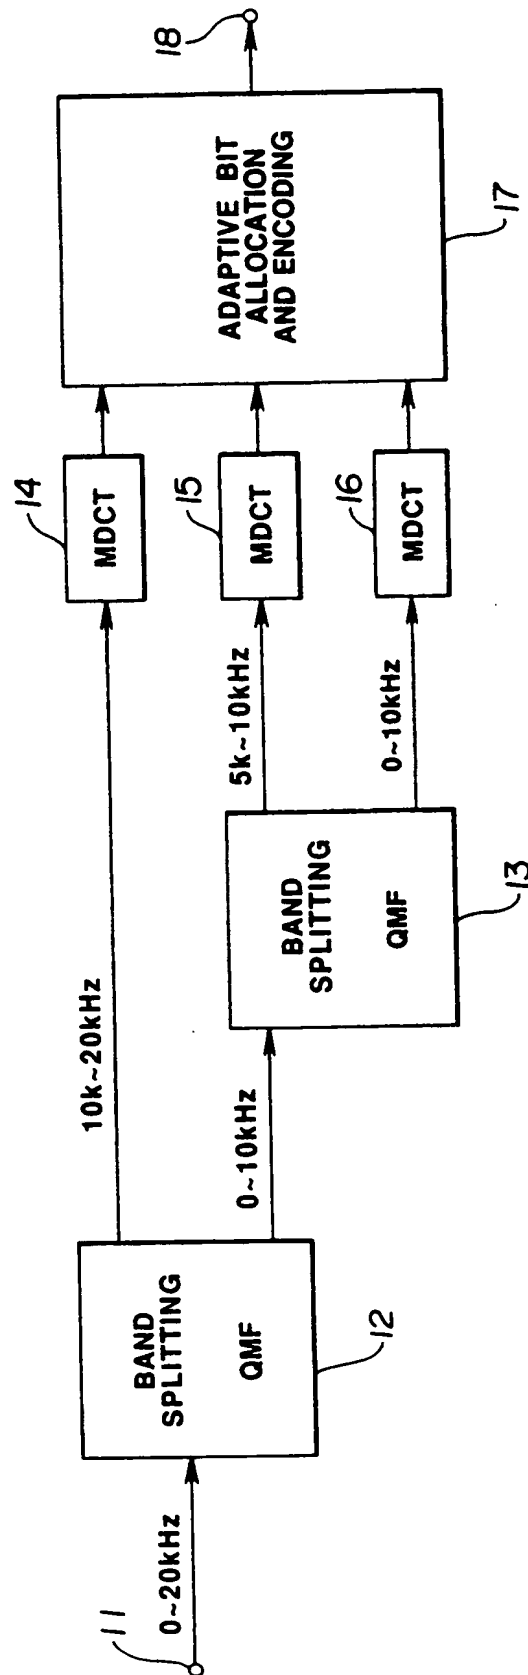 11
0~20kHz
BAND
SPLITTING
QMF
12
10k~20kHz
0~10kHz
BAND
SPLITTING
QMF
13
5k~10kHz
0~10kHz
14
MDCT
15
MDCT
16
MDCT
ADAPTIVE BIT
ALLOCATION
AND ENCODING
17
18